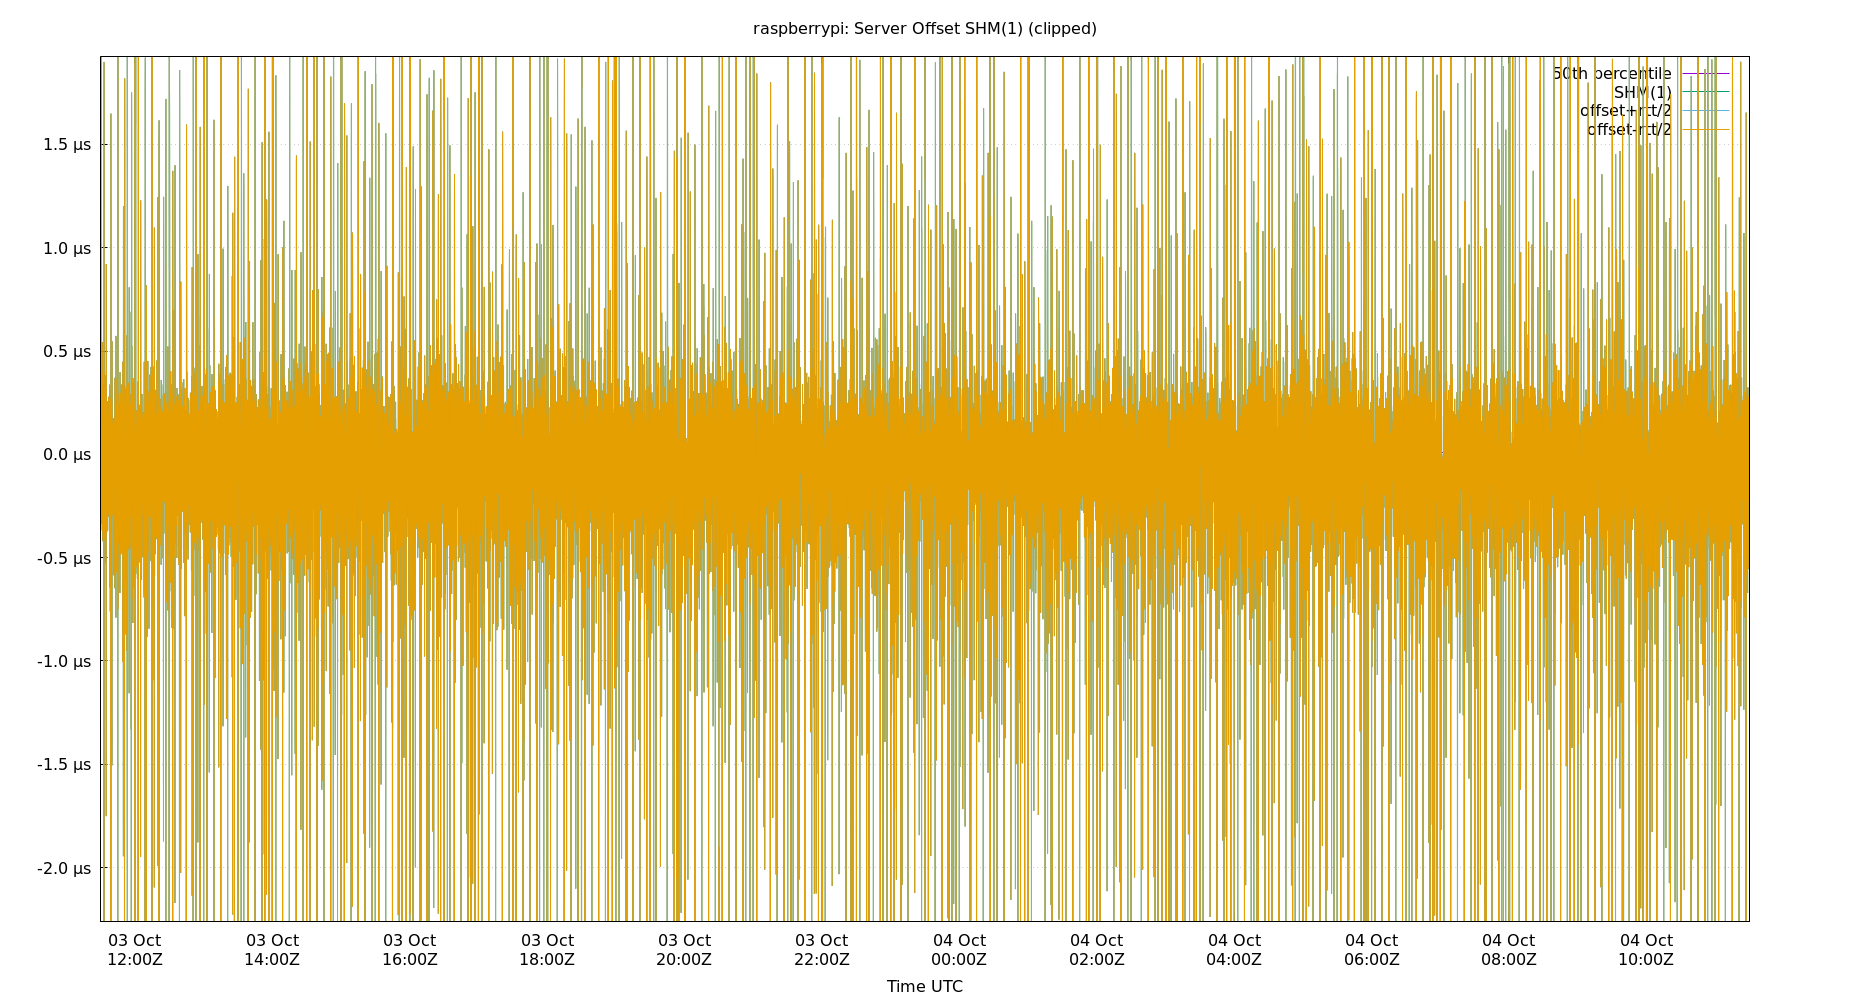 raspberrypi: Server Offset SHM(1) (clipped)
50th percentile
SHM(1)
offset+rtt/2
offset-rtt/2
1.5 µs
1.0 µs
0.5 µs
0.0 µs
-0.5 µs
-1.0 µs
-1.5 µs
-2.0 µs
03 Oct 03 Oct 03 Oct 03 Oct 03 Oct 03 Oct 04 Oct 04 Oct 04 Oct 04 Oct 04 Oct 04 Oct
12:00Z 14:00Z 16:00Z 18:00Z 20:00Z 22:00Z 00:00Z 02:00Z 04:00Z 06:00Z 08:00Z 10:00Z
Time UTC